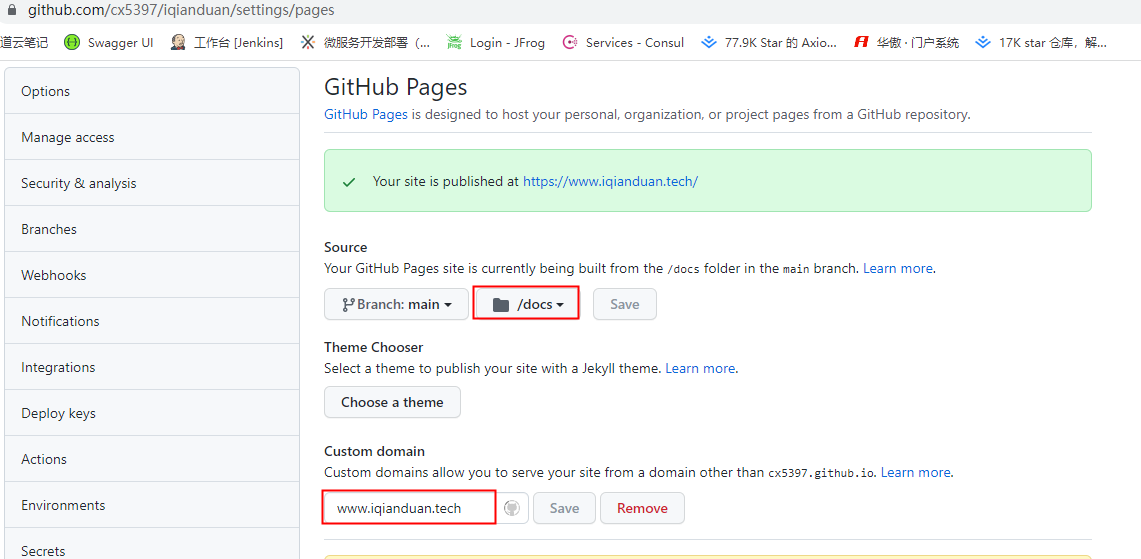 github.com/cx5397/iqianduan/settings/pages
道云笔记 Swagger UI 工作台 [Jenkins] 微服务开发部署（... Login - JFrog Services - Consul 77.9K Star 的 Axio... 华傲 · 门户系统 17K star 仓库，解...
Options
Manage access
Security & analysis
Branches
Webhooks
Notifications
Integrations
Deploy keys
Actions
Environments
Secrets
GitHub Pages
GitHub Pages is designed to host your personal, organization, or project pages from a GitHub repository.
Your site is published at https://www.iqianduan.tech/
Source
Your GitHub Pages site is currently being built from the /docs folder in the main branch. Learn more.
Branch: main /docs Save
Theme Chooser
Select a theme to publish your site with a Jekyll theme. Learn more.
Choose a theme
Custom domain
Custom domains allow you to serve your site from a domain other than cx5397.github.io. Learn more.
www.iqianduan.tech Save Remove